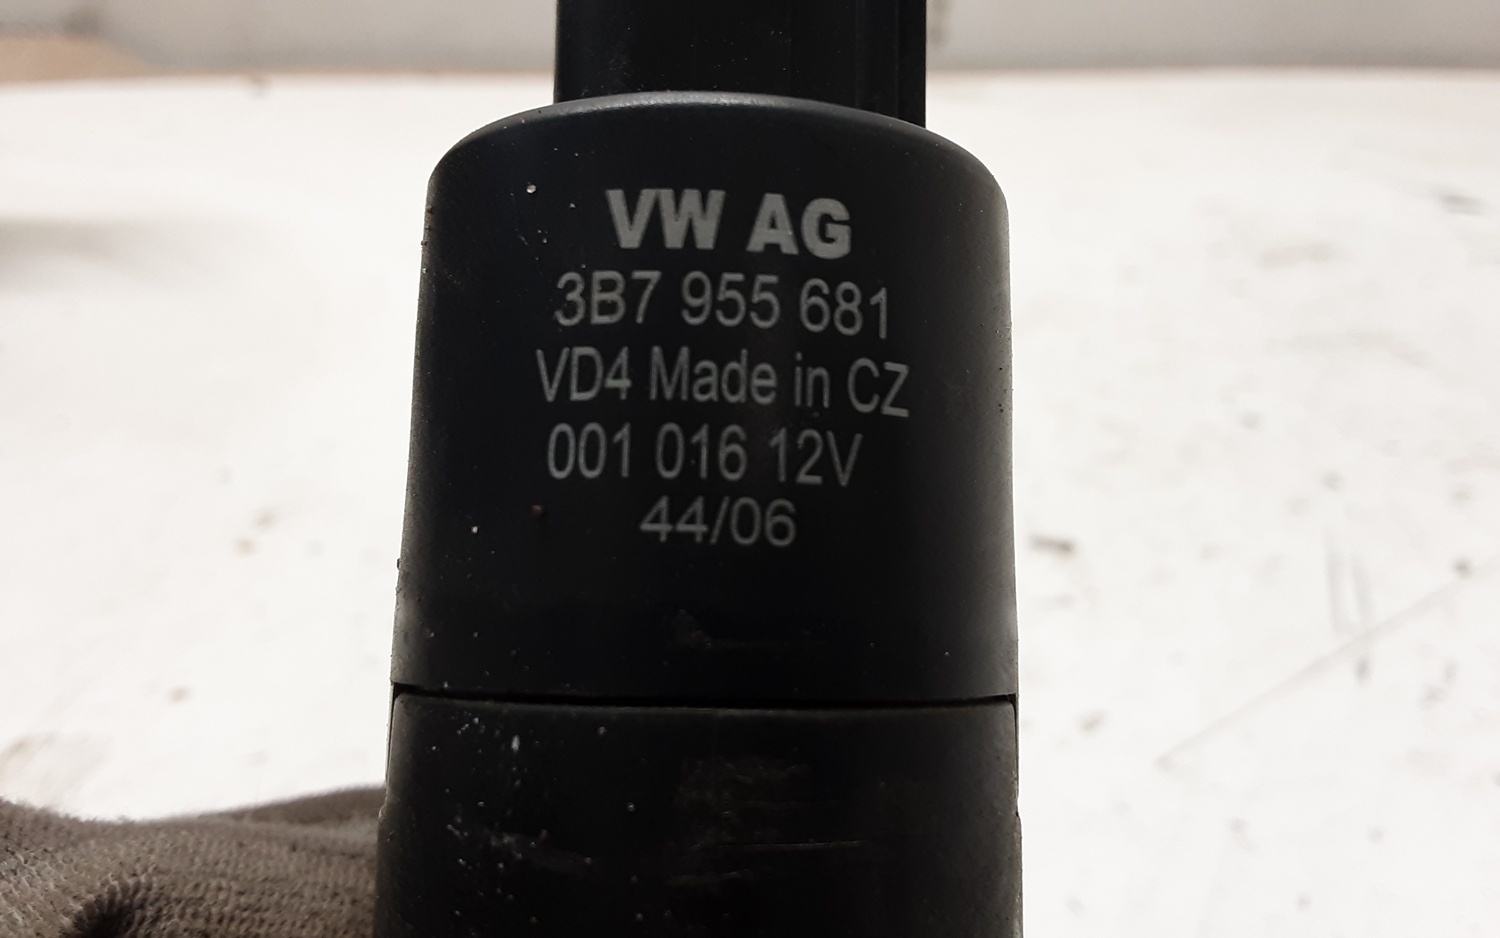 VW AG
3B7 955 681
VD4 Made in CZ
001 016 12V
44/06